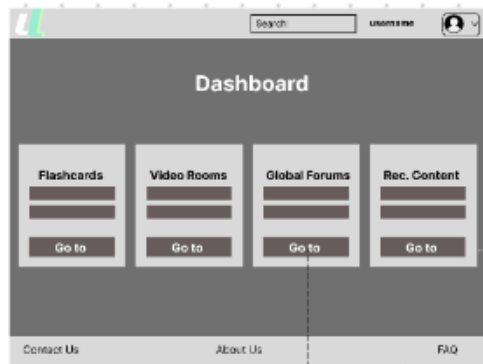 Search
username
Dashboard
Flashcards Video Rooms Global Forums Rec. Content
Go to Go to Go to Go to
Contact Us About Us FAQ